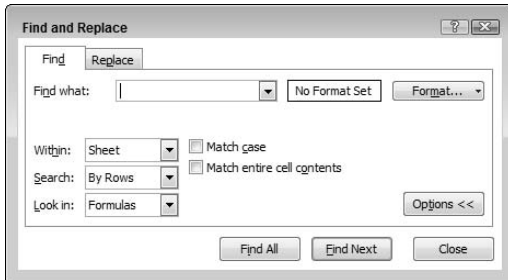 Find and Replace
Find Replace
Find what: No Format Set Format...
Within: Sheet Match case
Match entire cell contents
Search: By Rows
Look in: Formulas Options <<
Find All Find Next Close